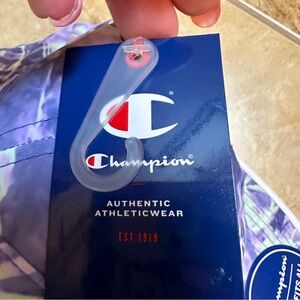 Champion®
AUTHENTIC
ATHLETICWEAR
EST 1919